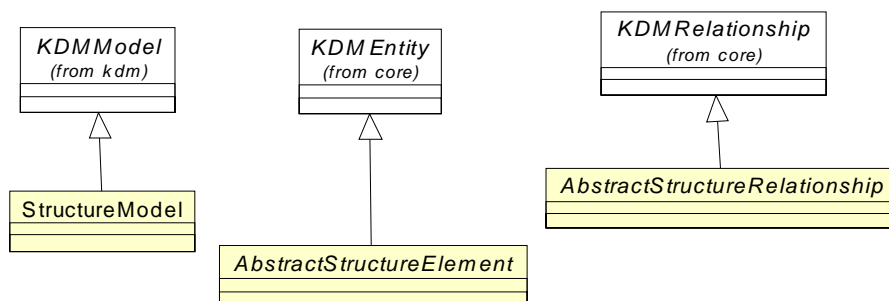 KDMModel
(from kdm)
KDMEntity
(from core)
KDMRelationship
(from core)
StructureModel
AbstractStructureElement
AbstractStructureRelationship